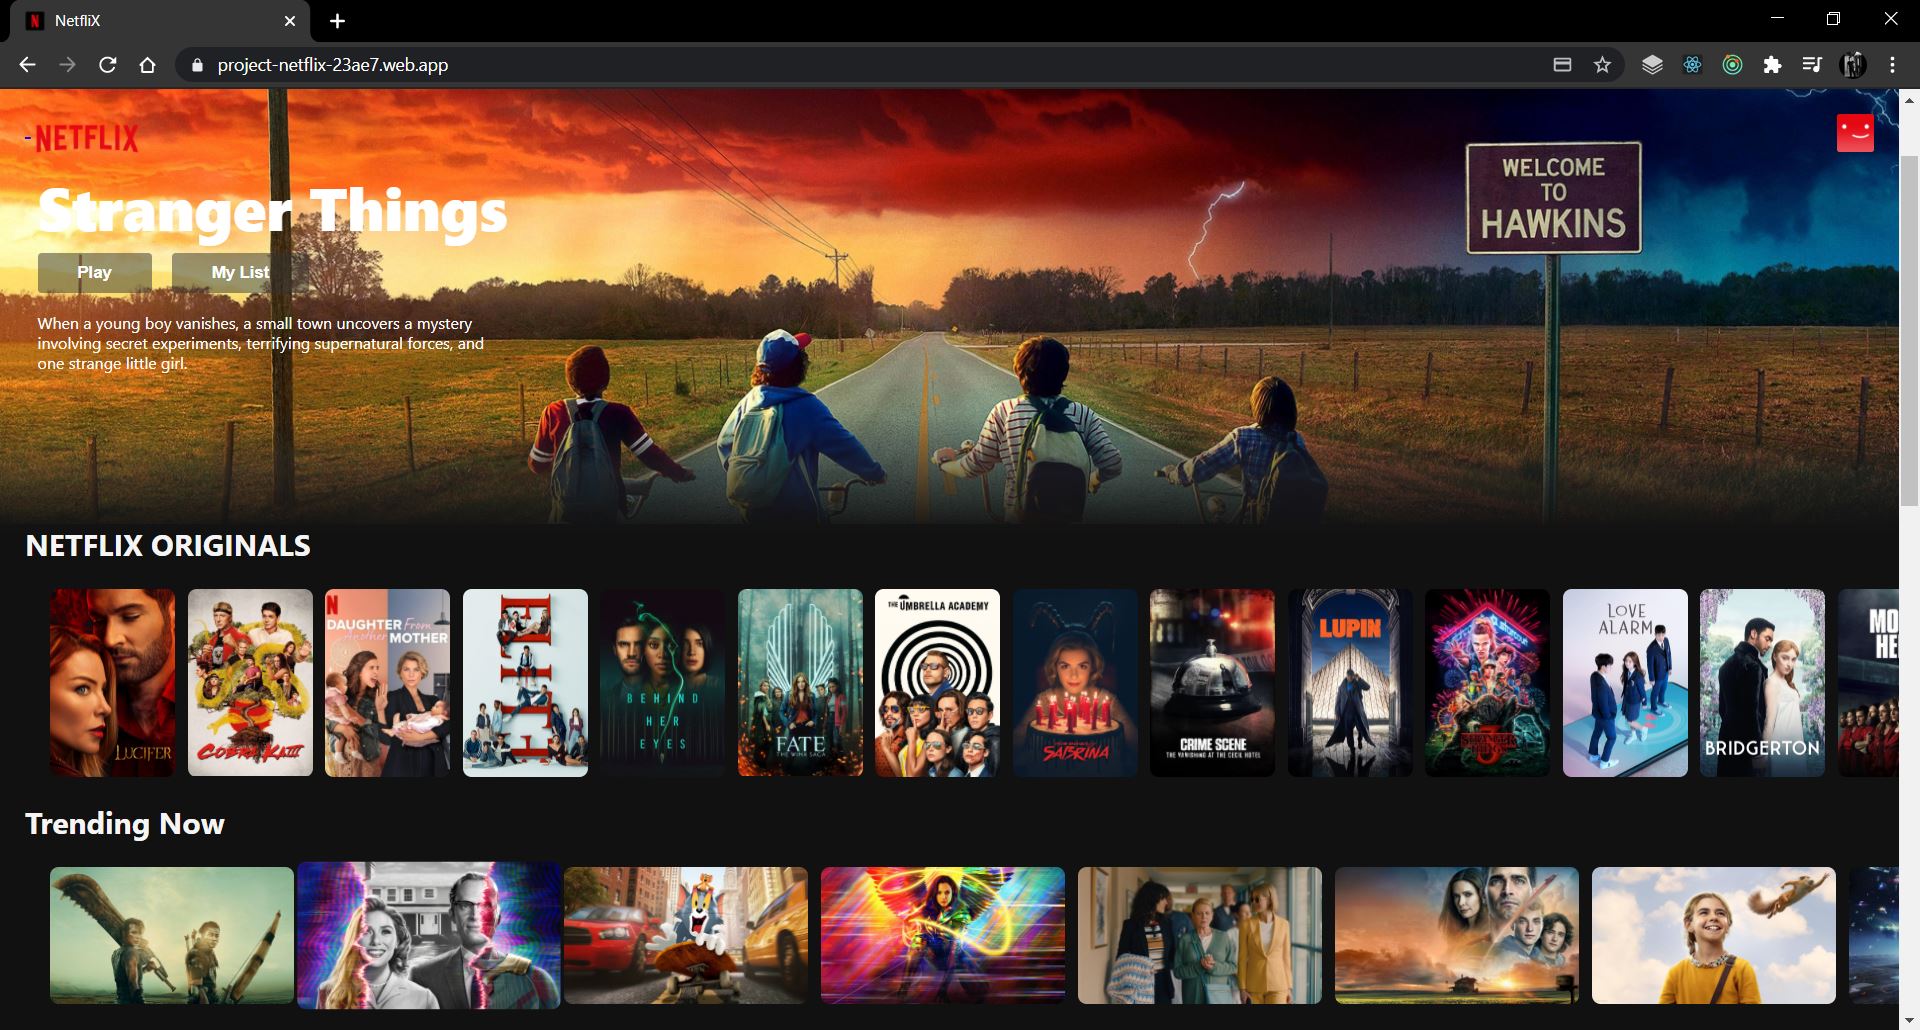 NetfliX
project-netflix-23ae7.web.app
NETFLIX
WELCOME
TO
HAWKINS
Stranger Things
Play
My List
When a young boy vanishes, a small town uncovers a mystery
involving secret experiments, terrifying supernatural forces, and
one strange little girl.
NETFLIX ORIGINALS
LUCIFER
COBRA KAI
N
DAUGHTER From
Another MOTHER
ELITE
BEHIND
HER
EYES
FATE
THE WINX SAGA
THE UMBRELLA ACADEMY
SABRINA
CRIME SCENE
THE VANISHING AT THE CECIL HOTEL
LUPIN
STRANGER
THINGS
3
LOVE
ALARM
BRIDGERTON
MO
HE
Trending Now